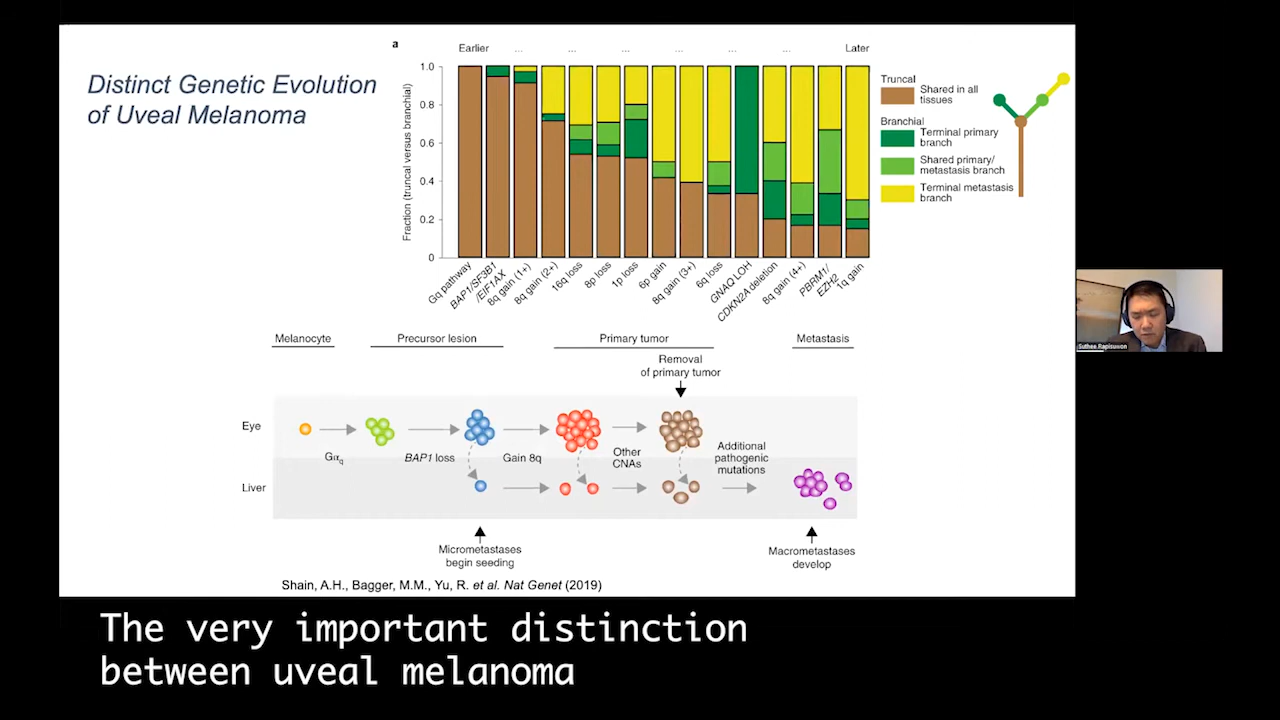 Distinct Genetic Evolution
of Uveal Melanoma
a
Earlier
...
...
...
...
...
...
Later
Fraction (truncal versus branchial)
1.0
0.8
0.6
0.4
0.2
0
Gq pathway
BAP1/SF3B1
/EIF1AX
8q gain (1+)
8q gain (2+)
16q loss
8p loss
1p loss
6p gain
8q gain (3+)
6q loss
GNAQ LOH
CDKN2A deletion
8q gain (4+)
PBRM1/
EZH2
1q gain
Truncal
Shared in all
tissues
Branchial
Terminal primary
branch
Shared primary/
metastasis branch
Terminal metastasis
branch
Suthee Rapisuwon
Melanocyte
Precursor lesion
Primary tumor
Metastasis
Removal
of primary tumor
Eye
Gαq
BAP1 loss
Gain 8q
Other
CNAs
Additional
pathogenic
mutations
Liver
Micrometastases
begin seeding
Macrometastases
develop
Shain, A.H., Bagger, M.M., Yu, R. et al. Nat Genet (2019)
The very important distinction
between uveal melanoma